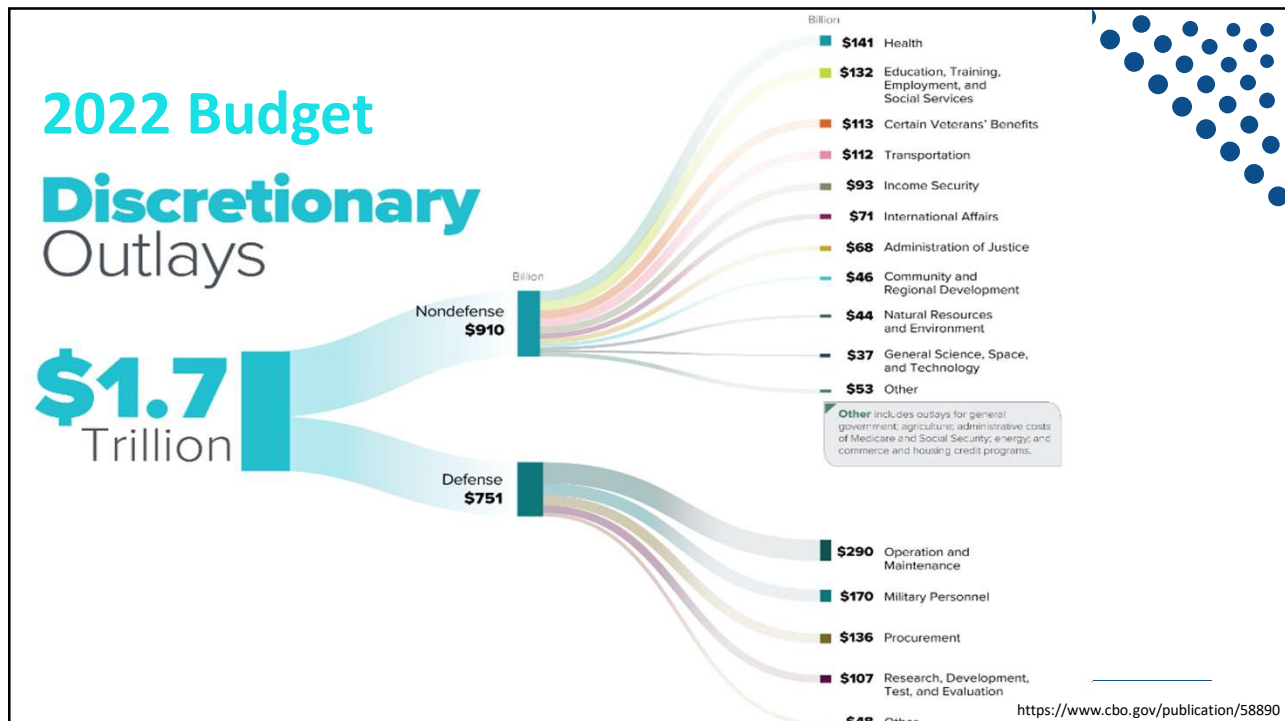 2022 Budget
Discretionary
Outlays
$1.7
Trillion
Billion
Nondefense
$910
Defense
$751
Billion
$141 Health
$132 Education, Training,
Employment, and
Social Services
$113 Certain Veterans' Benefits
$112 Transportation
$93 Income Security
$71 International Affairs
$68 Administration of Justice
$46 Community and
Regional Development
$44 Natural Resources
and Environment
$37 General Science, Space,
and Technology
$53 Other
Other includes outlays for general
government; agriculture; administrative costs
of Medicare and Social Security; energy; and
commerce and housing credit programs.
$290 Operation and
Maintenance
$170 Military Personnel
$136 Procurement
$107 Research, Development,
Test, and Evaluation
$48 Other
https://www.cbo.gov/publication/58890